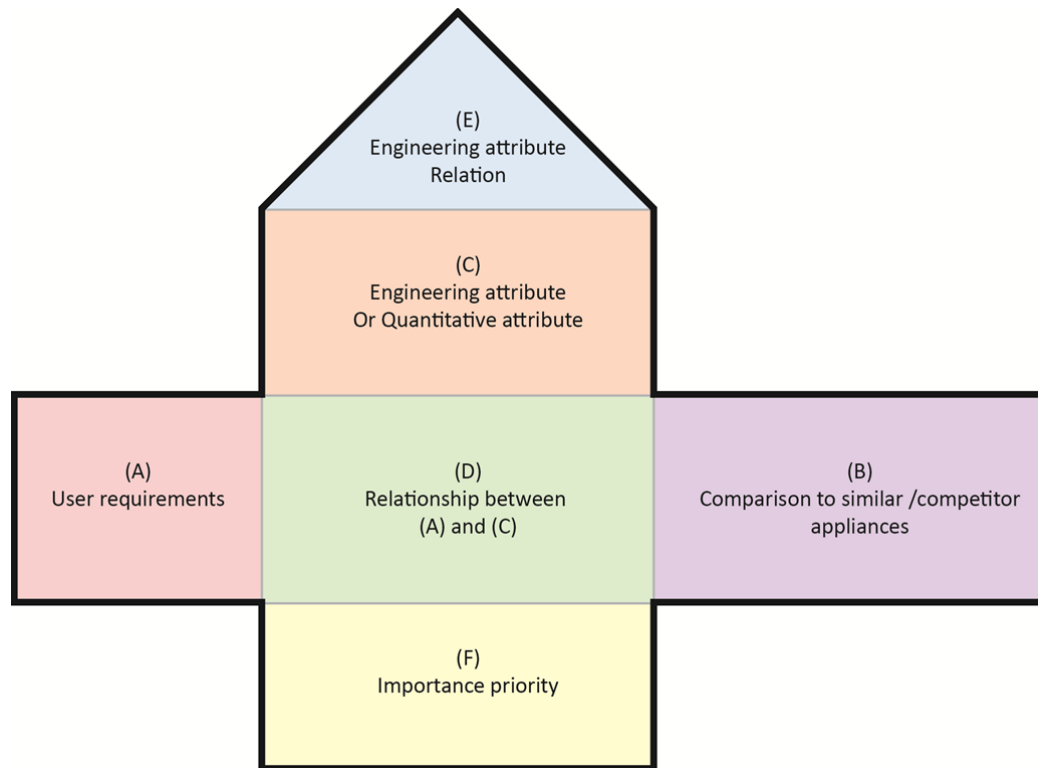 (E)
Engineering attribute
Relation
(C)
Engineering attribute
Or Quantitative attribute
(A)
User requirements
(D)
Relationship between
(A) and (C)
(B)
Comparison to similar /competitor
appliances
(F)
Importance priority